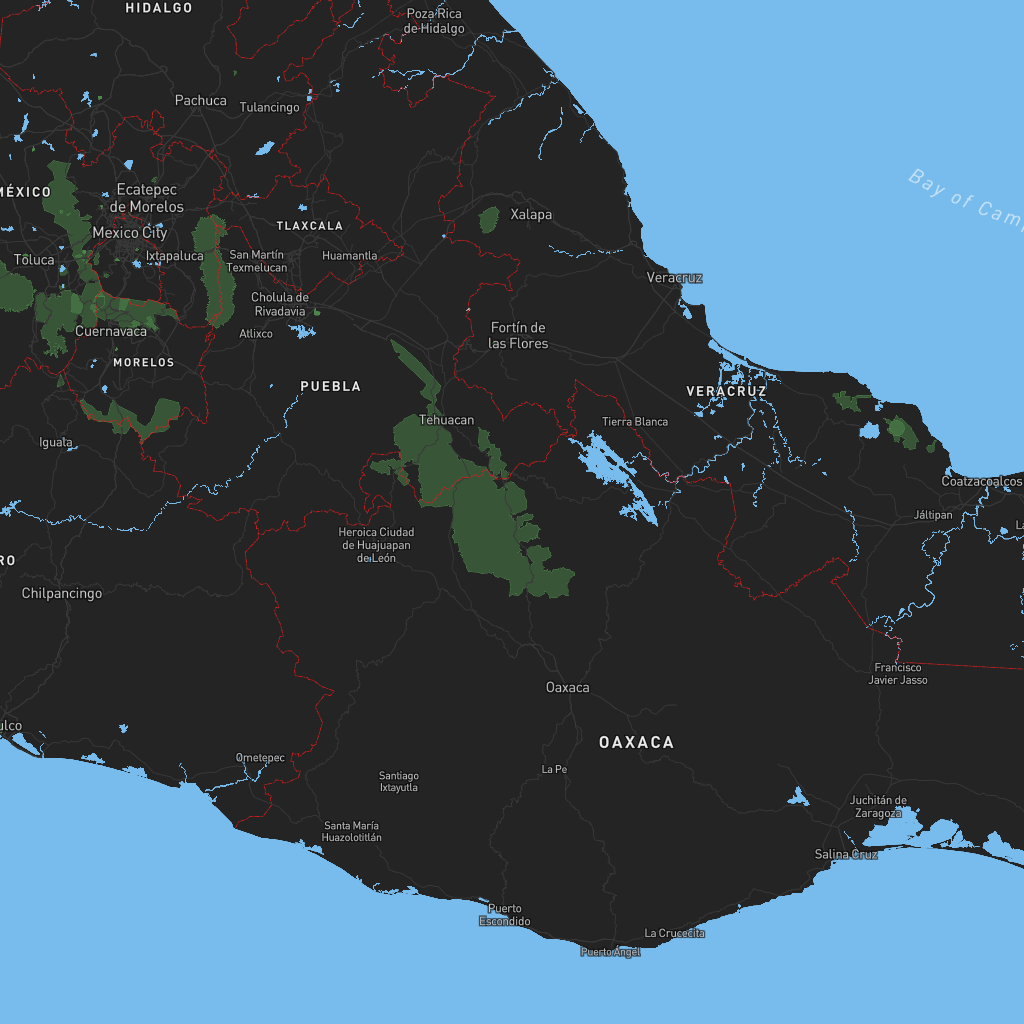 HIDALGO
Poza Rica
de Hidalgo
Pachuca
Tulancingo
MÉXICO
Ecatepec
de Morelos
Bay of Cam
Mexico City
TLAXCALA
Xalapa
Toluca
Ixtapaluca
San Martín
Texmelucan
Huamantla
Veracruz
Cholula de
Rivadavia
Cuernavaca
Atlixco
Fortín de
las Flores
MORELOS
PUEBLA
VERACRUZ
Tehuacan
Tierra Blanca
Iguala
Coatzacoalcos
Jáltipan
Heroica Ciudad
de Huajuapan
de León
RO
Chilpancingo
Francisco
Javier Jasso
Oaxaca
ulco
OAXACA
Ometepec
La Pe
Santiago
Ixtayutla
Juchitán de
Zaragoza
Santa María
Huazolotitlán
Salina Cruz
Puerto
Escondido
La Crucecita
Puerto Ángel